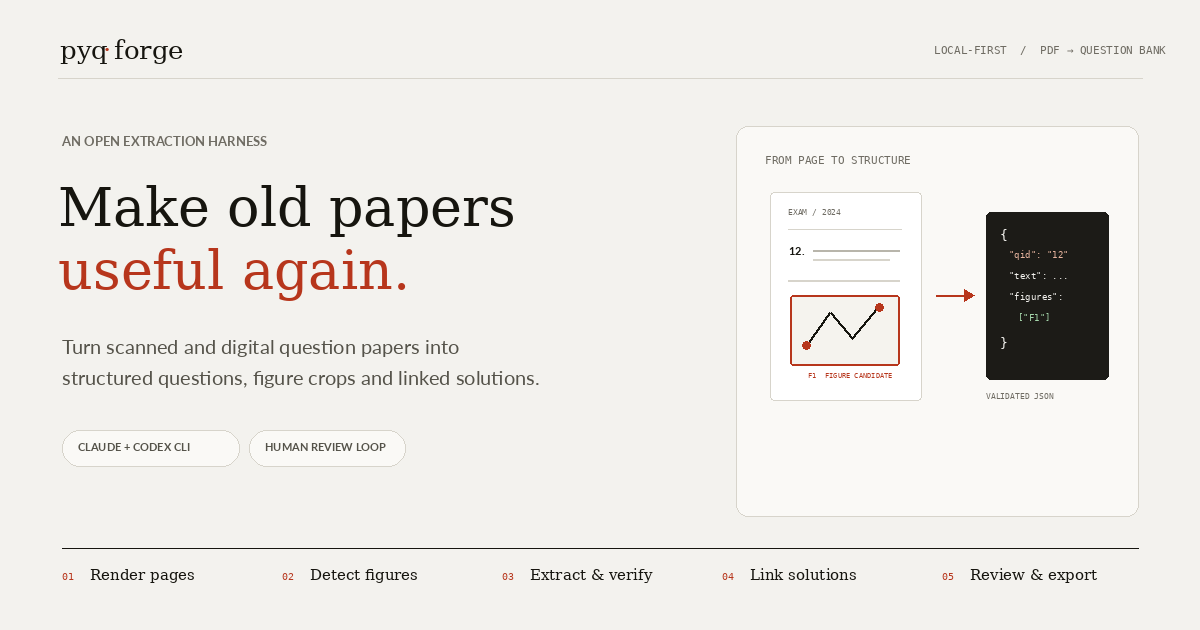 pyq·forge
LOCAL-FIRST / PDF → QUESTION BANK
AN OPEN EXTRACTION HARNESS
Make old papers
useful again.
Turn scanned and digital question papers into
structured questions, figure crops and linked solutions.
CLAUDE + CODEX CLI
HUMAN REVIEW LOOP
FROM PAGE TO STRUCTURE
EXAM / 2024
12.
F1 FIGURE CANDIDATE
{
"qid": "12"
"text": ...
"figures":
["F1"]
}
VALIDATED JSON
01 Render pages
02 Detect figures
03 Extract & verify
04 Link solutions
05 Review & export